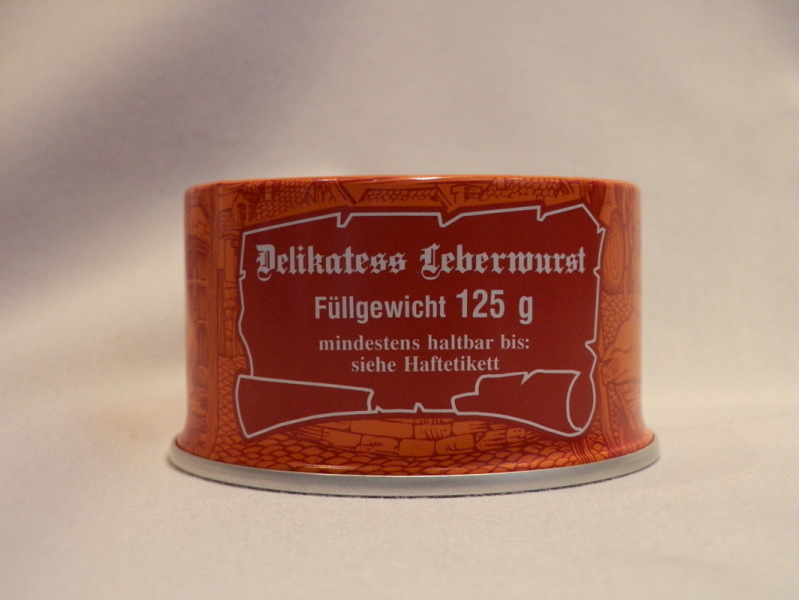 Delikatess Leberwurst
Füllgewicht 125 g
mindestens haltbar bis:
siehe Haftetikett